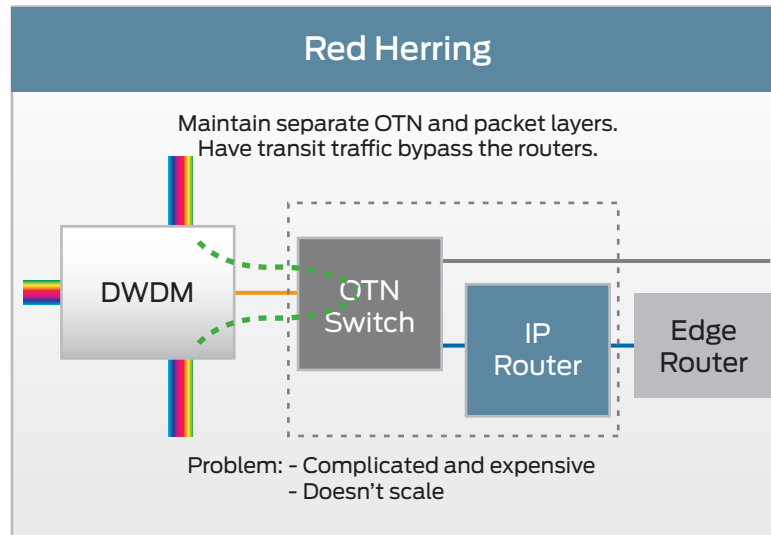 Red Herring
Maintain separate OTN and packet layers.
Have transit traffic bypass the routers.
DWDM
OTN
Switch
IP
Router
Edge
Router
Problem: - Complicated and expensive
- Doesn’t scale